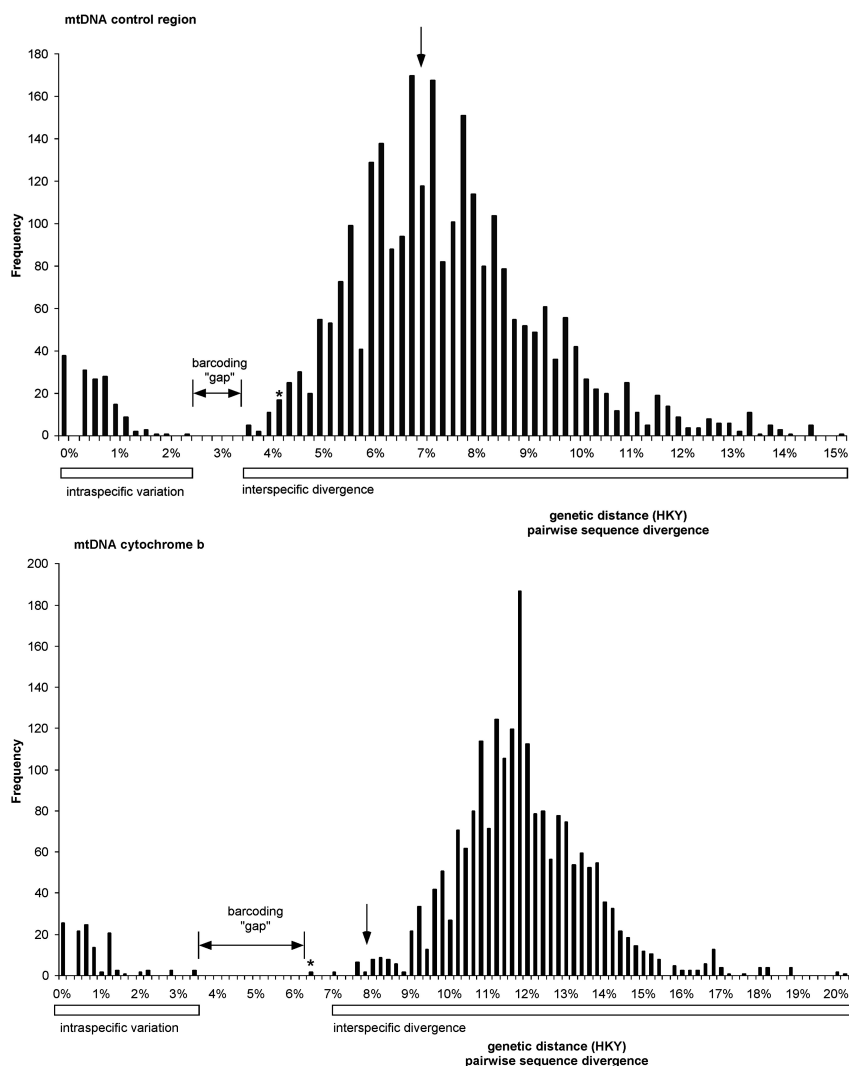 mtDNA control region
180
160
140
120
100
80
60
40
20
0
Frequency
barcoding
"gap"
*
0% 1% 2% 3% 4% 5% 6% 7% 8% 9% 10% 11% 12% 13% 14% 15%
intraspecific variation interspecific divergence
genetic distance (HKY)
pairwise sequence divergence
mtDNA cytochrome b
200
180
160
140
120
100
80
60
40
20
0
Frequency
barcoding
"gap"
*
0% 1% 2% 3% 4% 5% 6% 7% 8% 9% 10% 11% 12% 13% 14% 15% 16% 17% 18% 19% 20%
intraspecific variation interspecific divergence
genetic distance (HKY)
pairwise sequence divergence